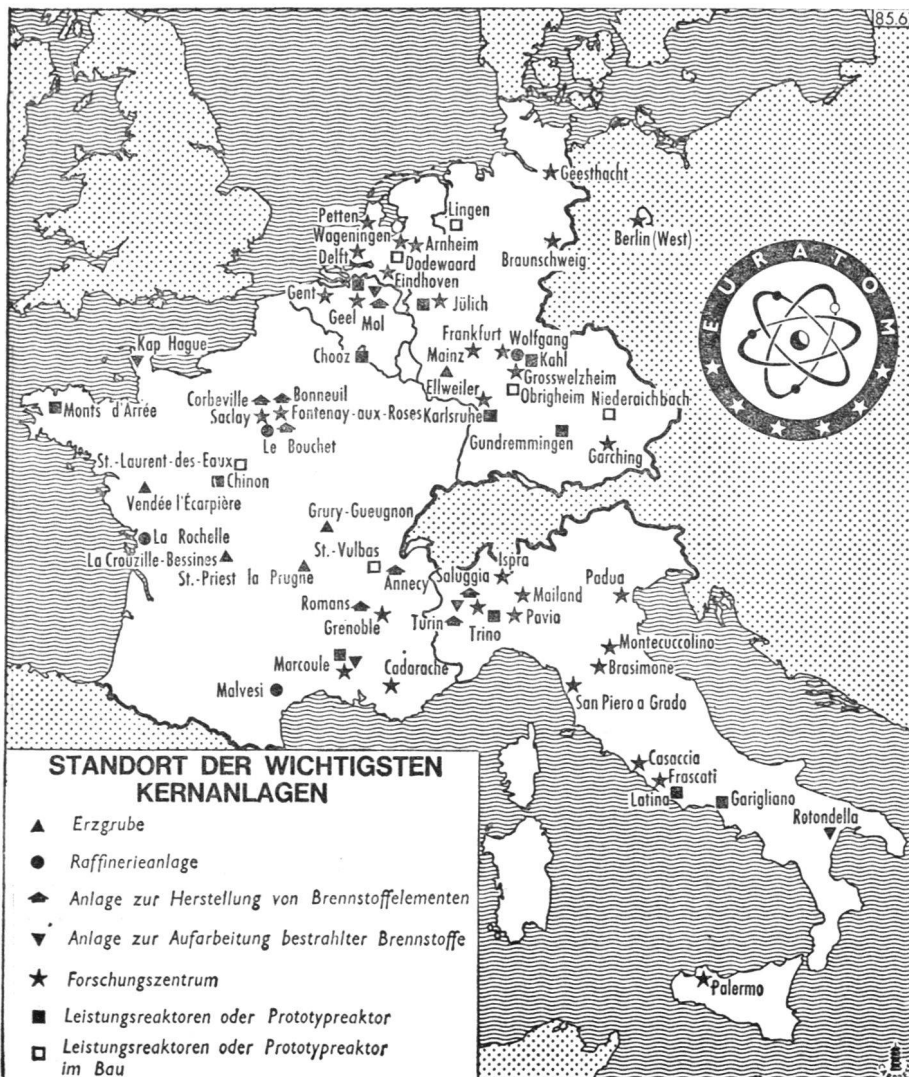 85.6
Geesthacht
Petten
Lingen
Wageningen
Arnheim
Berlin (West)
Delft
Dodewaard
Braunschweig
Eindhoven
EURATOM
Gent
Jülich
Geel
Mol
Kap Hague
Frankfurt
Wolfgang
Chooz
Mainz
Kahl
Grosswelzheim
Ellweiler
Corbeville
Bonneuil
Obrigheim
Niederaichbach
Monts d'Arrée
Saclay
Fontenay-aux-Roses
Karlsruhe
Le Bouchet
Gundremmingen
Garching
St.-Laurent-des-Eaux
Chinon
Vendée l'Écarpière
Grury-Gueugnon
La Rochelle
St.-Vulbas
Ispra
La Crouzille-Bessines
St.-Priest la Prugne
Annecy
Saluggia
Padua
Mailand
Romans
Grenoble
Turin
Trino
Pavia
Montecuccolino
Marcoule
Cadarache
Brasimone
Malvesi
San Piero a Grado
Casaccia
Frascati
Latina
Garigliano
Rotondella
Palermo
STANDORT DER WICHTIGSTEN
KERNANLAGEN
Erzgrube
Raffinerieanlage
Anlage zur Herstellung von Brennstoffelementen
Anlage zur Aufarbeitung bestrahlter Brennstoffe
Forschungszentrum
Leistungsreaktoren oder Prototypreaktor
Leistungsreaktoren oder Prototypreaktor
im Bau